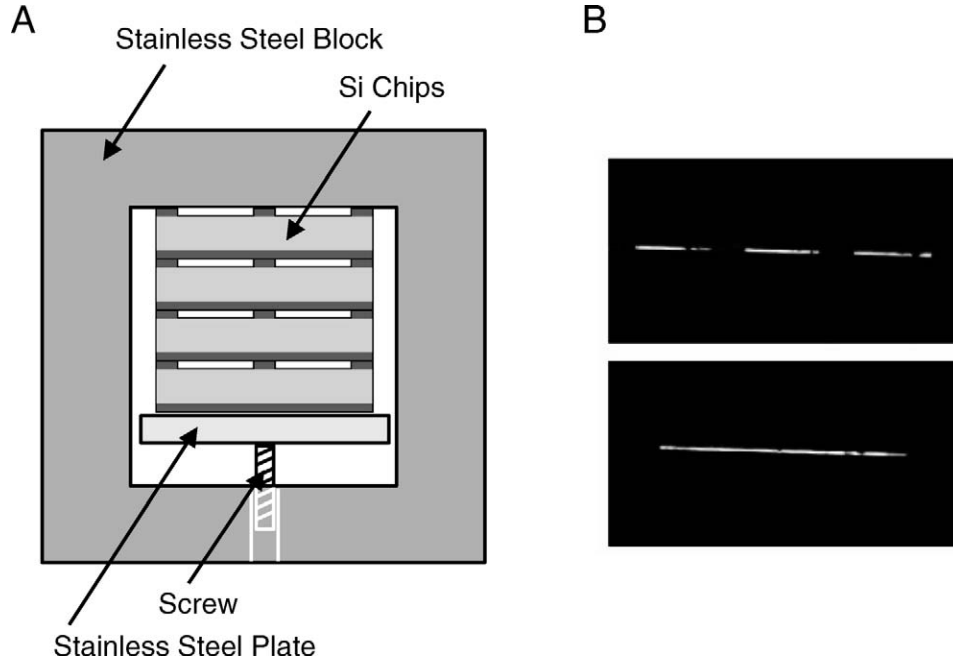 A
B
Stainless Steel Block
Si Chips
Screw
Stainless Steel Plate